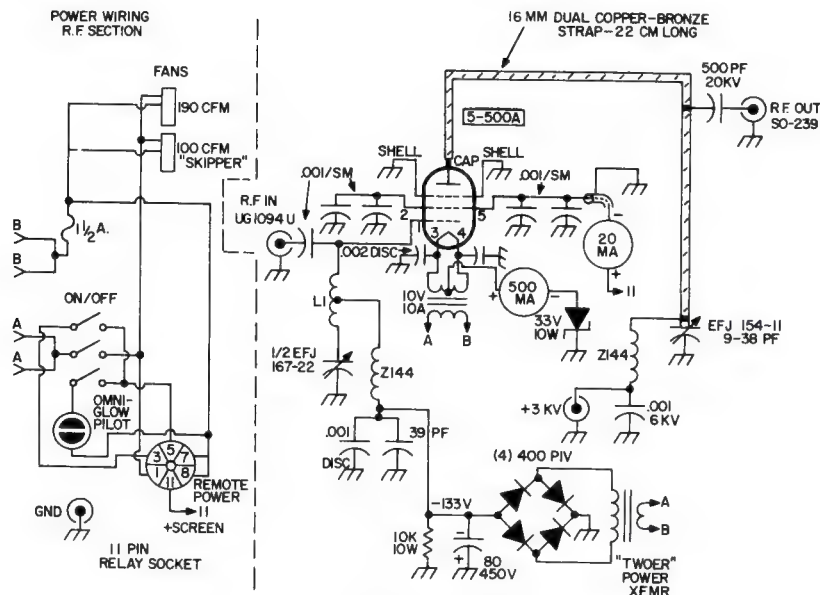 POWER WIRING
R.F. SECTION
FANS
190 CFM
100 CFM
"SKIPPER"
B
B
1 1/2 A.
ON/OFF
A
A
OMNI-
GLOW
PILOT
3
5
7
1
11
8
REMOTE
POWER
11
+SCREEN
GND
11 PIN
RELAY SOCKET
16 MM DUAL COPPER-BRONZE
STRAP-22 CM LONG
500 PF
20KV
R.F. OUT
SO-239
5-500A
SHELL
CAP
SHELL
.001/SM
.001/SM
R.F IN
UG1094U
2
1
3
4
5
.002 DISC
20
MA
-
+
11
10V
10A
A
B
+
500
MA
-
33V
10W
L1
1/2 EFJ
167-22
Z144
.001
DISC
39 PF
EFJ 154-11
9-38 PF
Z144
+3 KV
.001
6KV
(4) 400 PIV
-133V
10K
10W
-
+
80
450V
A
B
"TWOER"
POWER
XFMR